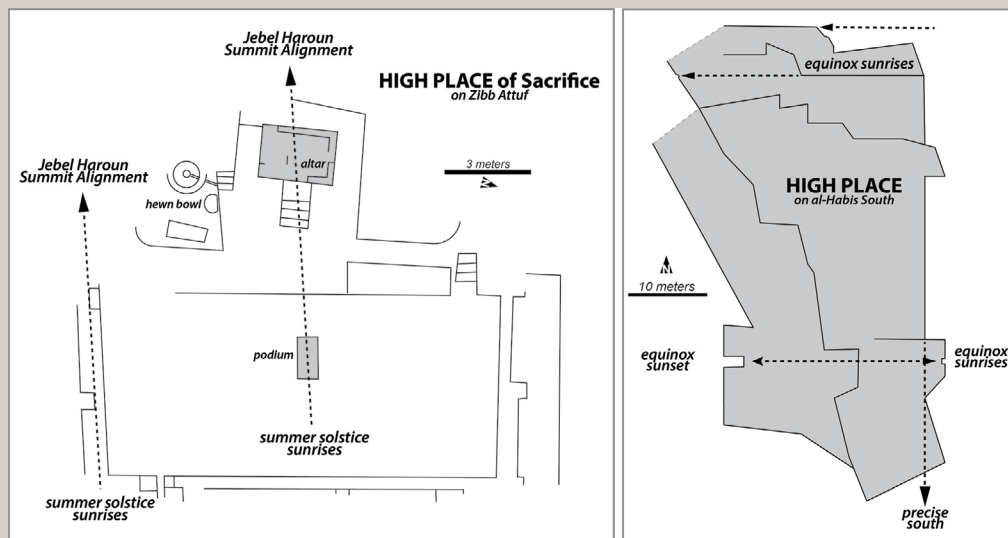 Jebel Haroun
Summit Alignment
HIGH PLACE of Sacrifice
on Zibb Attuf
altar
3 meters
N
Jebel Haroun
Summit Alignment
hewn bowl
podium
summer solstice
sunrises
summer solstice
sunrises
equinox sunrises
HIGH PLACE
on al-Habis South
N
10 meters
equinox
sunset
equinox
sunrises
precise
south